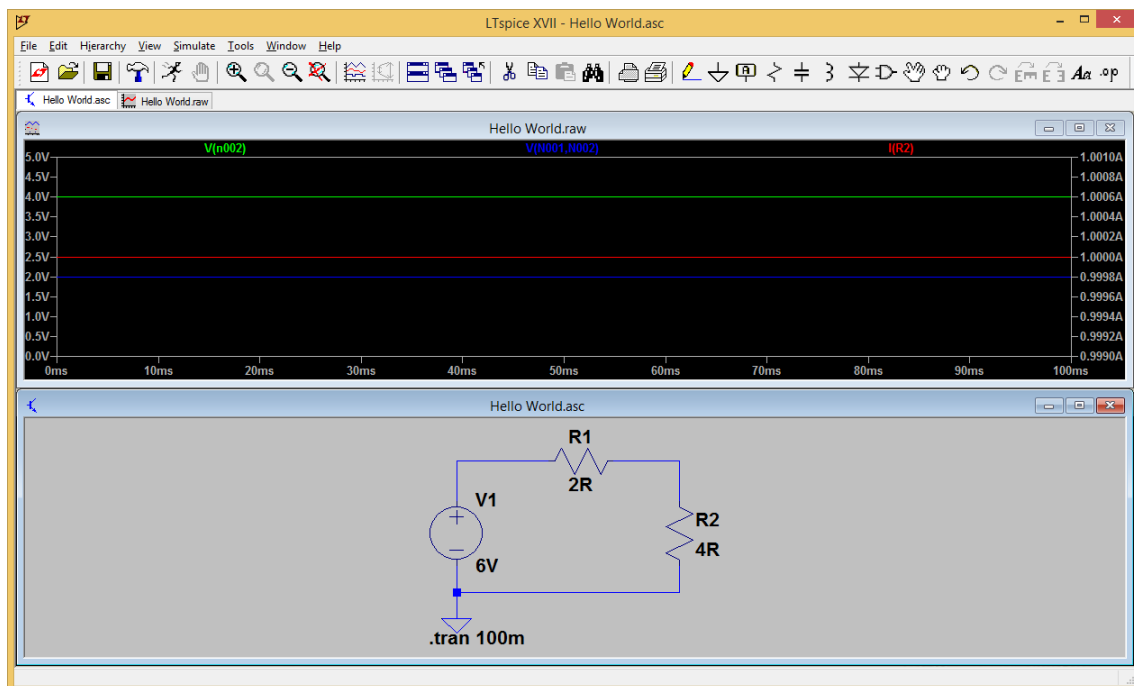 LTspice XVII - Hello World.asc
File Edit Hierarchy View Simulate Tools Window Help
Aa .op
Hello World.asc Hello World.raw
Hello World.raw
V(n002) V(N001,N002) I(R2)
5.0V 1.0010A
4.5V 1.0008A
4.0V 1.0006A
3.5V 1.0004A
3.0V 1.0002A
2.5V 1.0000A
2.0V 0.9998A
1.5V 0.9996A
1.0V 0.9994A
0.5V 0.9992A
0.0V 0.9990A
0ms 10ms 20ms 30ms 40ms 50ms 60ms 70ms 80ms 90ms 100ms
Hello World.asc
R1
2R
V1
R2
4R
6V
.tran 100m